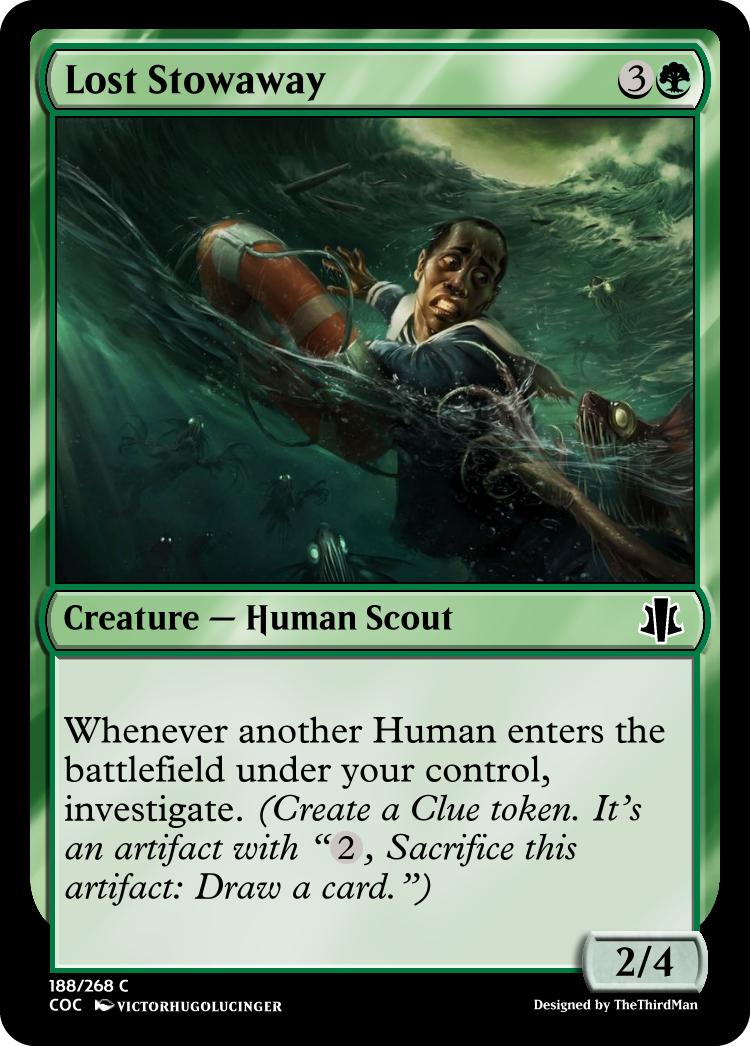 Lost Stowaway 3
Creature — Human Scout
Whenever another Human enters the
battlefield under your control,
investigate. (Create a Clue token. It's
an artifact with “2, Sacrifice this
artifact: Draw a card.”)
2/4
188/268 C
COC VICTORHUGOLUCINGER
Designed by TheThirdMan